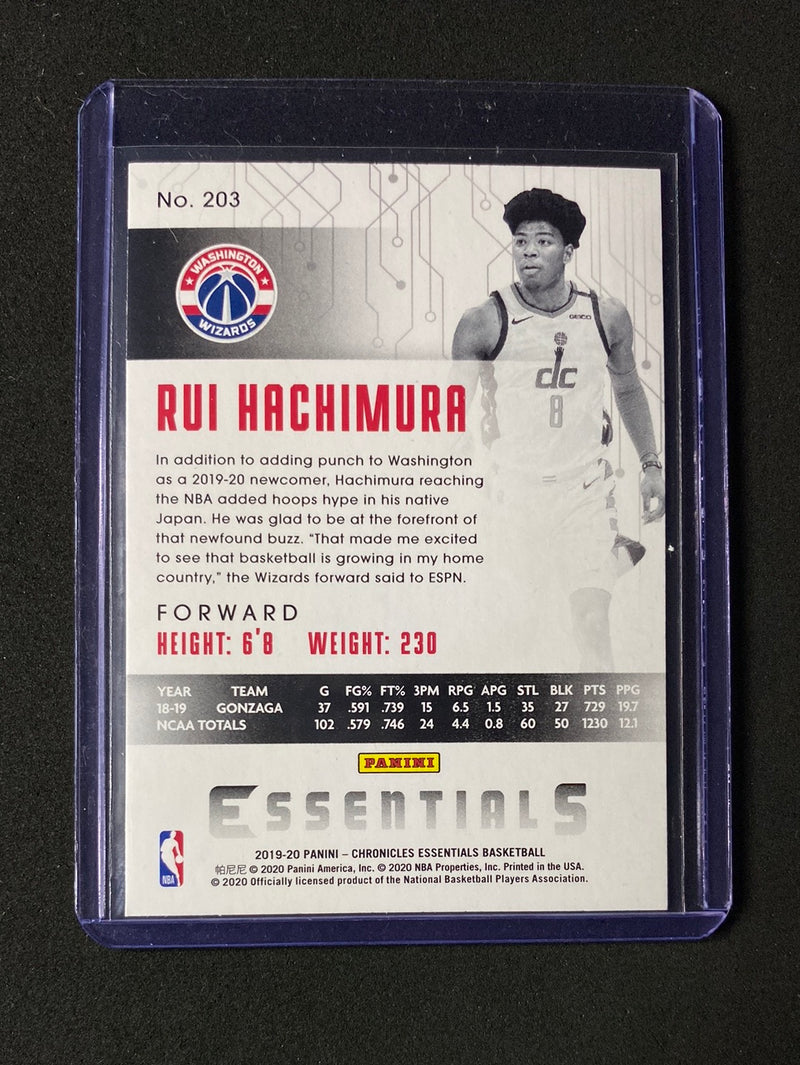 No. 203
WASHINGTON
WIZARDS
GEICO
dc
8
RUI HACHIMURA
In addition to adding punch to Washington
as a 2019-20 newcomer, Hachimura reaching
the NBA added hoops hype in his native
Japan. He was glad to be at the forefront of
that newfound buzz. “That made me excited
to see that basketball is growing in my home
country,” the Wizards forward said to ESPN.
FORWARD
HEIGHT: 6'8 WEIGHT: 230
YEAR TEAM G FG% FT% 3PM RPG APG STL BLK PTS PPG
18-19 GONZAGA 37 .591 .739 15 6.5 1.5 35 27 729 19.7
NCAA TOTALS 102 .579 .746 24 4.4 0.8 60 50 1230 12.1
PANINI
ESSENTIALS
2019-20 PANINI – CHRONICLES ESSENTIALS BASKETBALL
帕尼尼 © 2020 Panini America, Inc. © 2020 NBA Properties, Inc. Printed in the USA.
© 2020 Officially licensed product of the National Basketball Players Association.
NBA